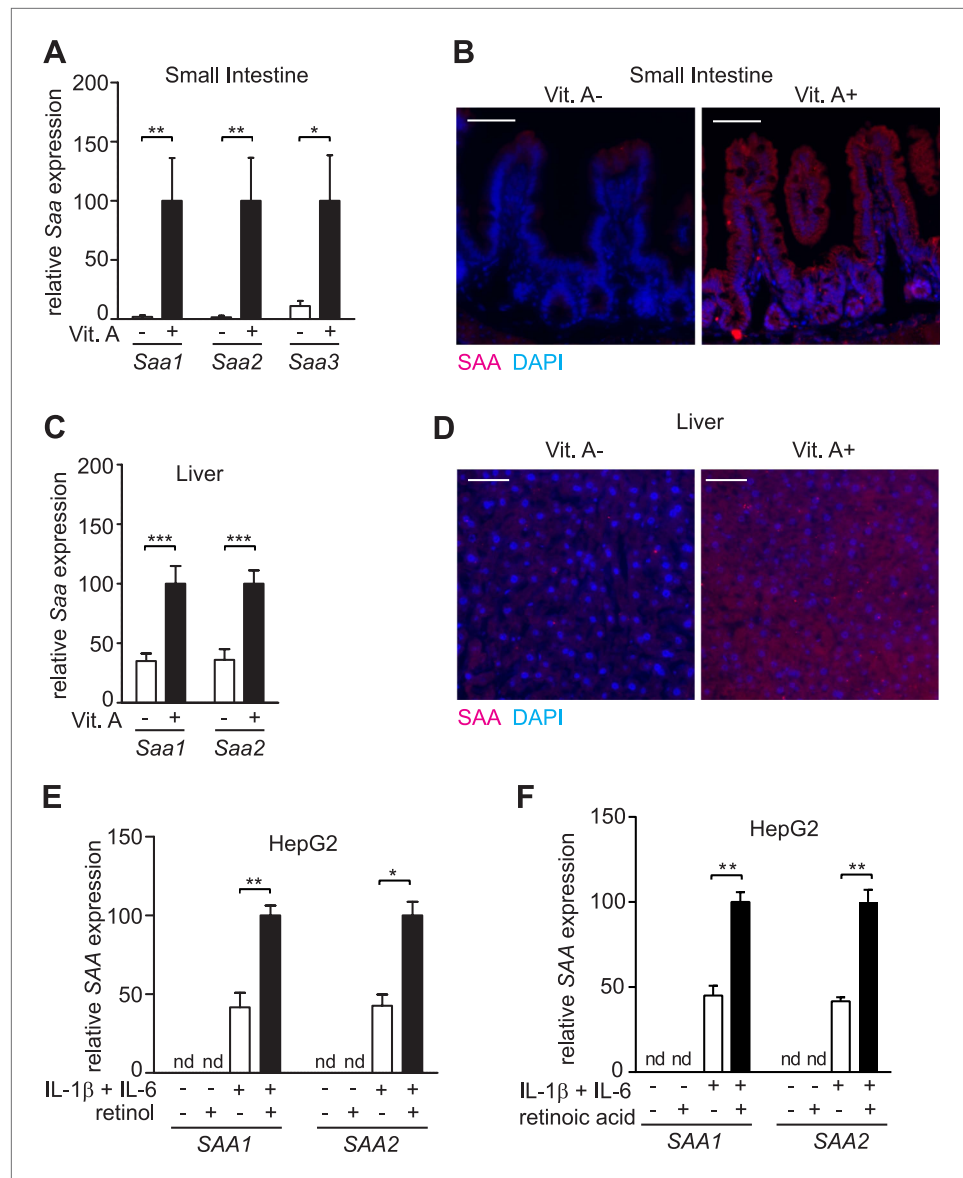 A
Small Intestine
relative Saa expression
200
150
100
50
0
** ** *
Vit. A - + - + - +
Saa1 Saa2 Saa3
B
Small Intestine
Vit. A- Vit. A+
SAA DAPI
C
Liver
relative Saa expression
200
150
100
50
0
*** ***
Vit. A - + - +
Saa1 Saa2
D
Liver
Vit. A- Vit. A+
SAA DAPI
E
HepG2
relative SAA expression
150
100
50
0
** *
nd nd nd nd
IL-1β + IL-6 - - + + - - + +
retinol - + - + - + - +
SAA1 SAA2
F
HepG2
relative SAA expression
150
100
50
0
** **
nd nd nd nd
IL-1β + IL-6 - - + + - - + +
retinoic acid - + - + - + - +
SAA1 SAA2